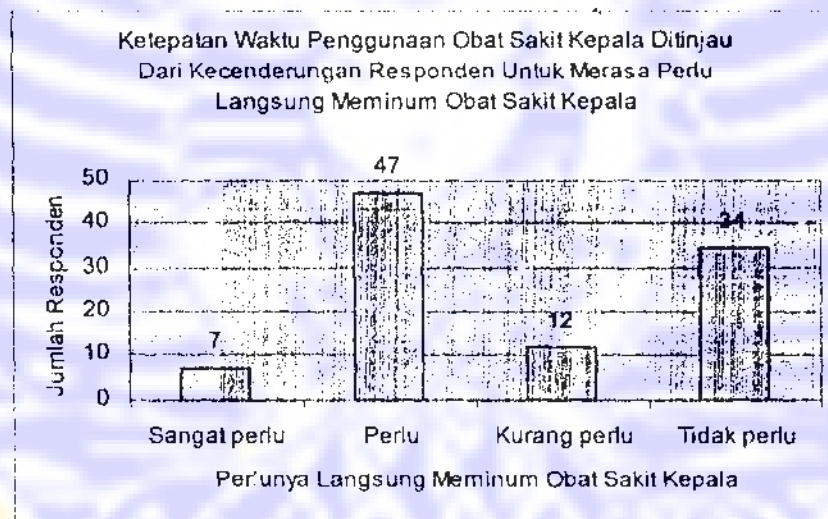 Ketepatan Waktu Penggunaan Obat Sakit Kepala Ditinjau
Dari Kecenderungan Responden Untuk Merasa Perlu
Langsung Meminum Obat Sakit Kepala
47
50
40
30
20
10
0
7
12
34
Jumlah Responden
Sangat perlu
Perlu
Kurang perlu
Tidak perlu
Perlunya Langsung Meminum Obat Sakit Kepala